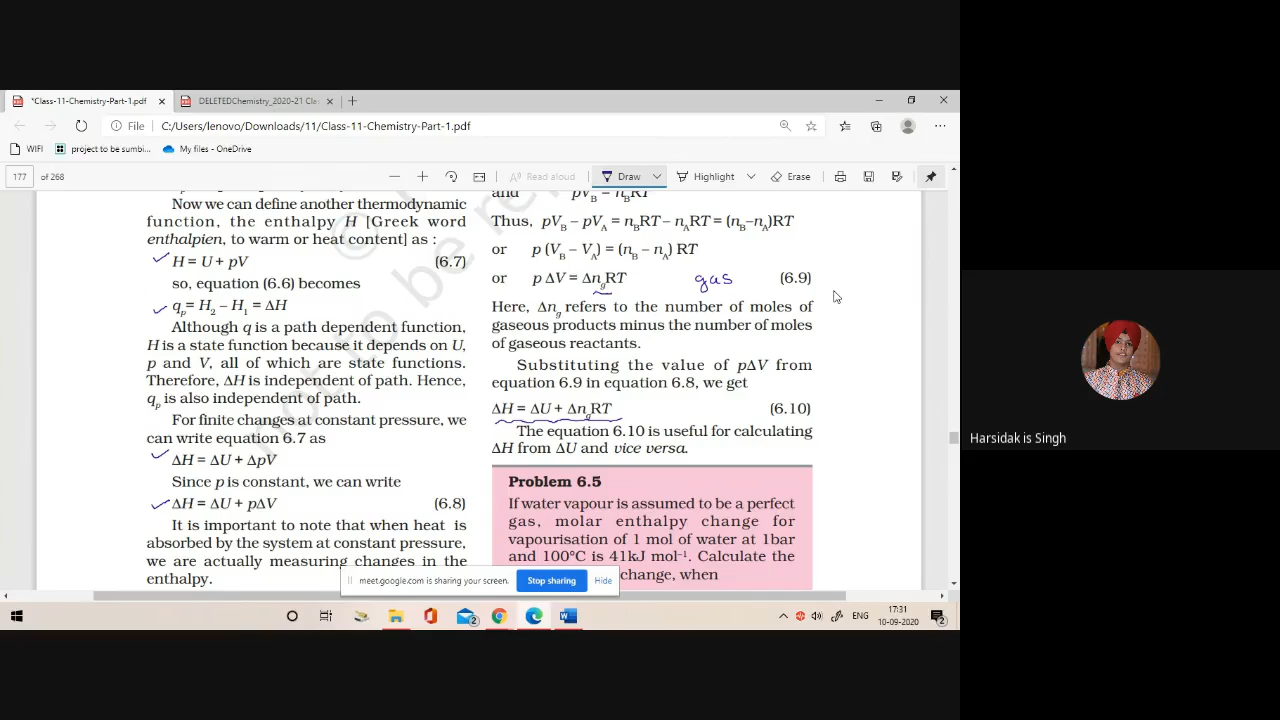 *Class-11-Chemistry-Part-1.pdf
DELETEDChemistry_2020-21 Clas
File
C:/Users/lenovo/Downloads/11/Class-11-Chemistry-Part-1.pdf
WIFI
project to be sumbi...
My files - OneDrive
177
of 268
Read aloud
Draw
Highlight
Erase
Now we can define another thermodynamic
function, the enthalpy H [Greek word
enthalpien, to warm or heat content] as :
H = U + pV (6.7)
so, equation (6.6) becomes
qp= H2 – H1 = ΔH
Although q is a path dependent function,
H is a state function because it depends on U,
p and V, all of which are state functions.
Therefore, ΔH is independent of path. Hence,
qp is also independent of path.
For finite changes at constant pressure, we
can write equation 6.7 as
ΔH = ΔU + ΔpV
Since p is constant, we can write
ΔH = ΔU + pΔV (6.8)
It is important to note that when heat is
absorbed by the system at constant pressure,
we are actually measuring changes in the
enthalpy.
and pVB = nBRT
Thus, pVB – pVA = nBRT – nART = (nB–nA)RT
or p (VB – VA) = (nB – nA) RT
or p ΔV = ΔngRT gas (6.9)
Here, Δng refers to the number of moles of
gaseous products minus the number of moles
of gaseous reactants.
Substituting the value of pΔV from
equation 6.9 in equation 6.8, we get
ΔH = ΔU + ΔngRT (6.10)
The equation 6.10 is useful for calculating
ΔH from ΔU and vice versa.
Problem 6.5
If water vapour is assumed to be a perfect
gas, molar enthalpy change for
vapourisation of 1 mol of water at 1bar
and 100°C is 41kJ mol–1. Calculate the
change, when
not to be re
©
meet.google.com is sharing your screen.
Stop sharing
Hide
Harsidak is Singh
2
ENG
17:31
10-09-2020
2